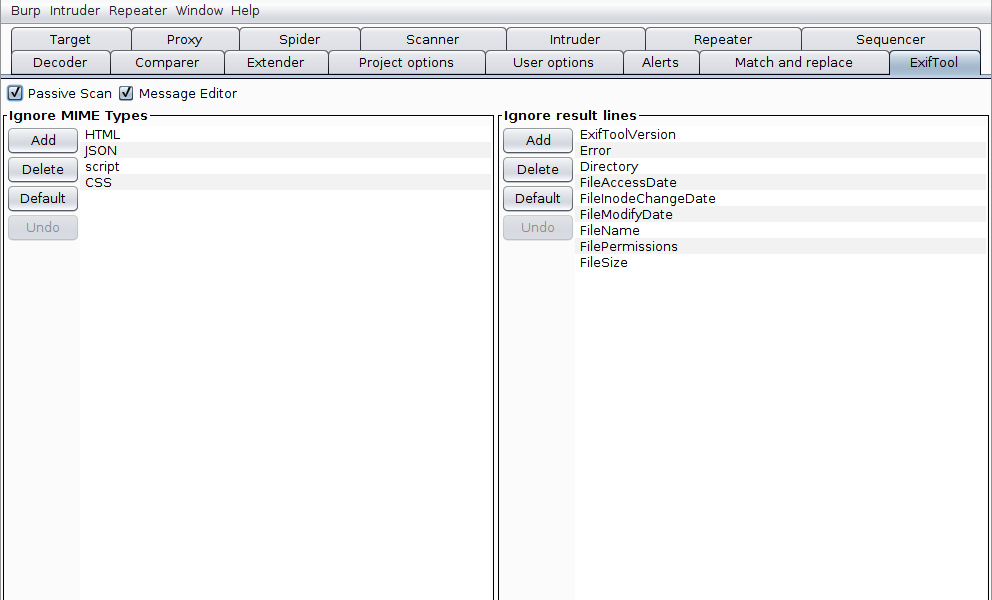 Burp Intruder Repeater Window Help
Target Proxy Spider Scanner Intruder Repeater Sequencer
Decoder Comparer Extender Project options User options Alerts Match and replace ExifTool
Passive Scan Message Editor
Ignore MIME Types
Add
Delete
Default
Undo
HTML
JSON
script
CSS
Ignore result lines
Add
Delete
Default
Undo
ExifToolVersion
Error
Directory
FileAccessDate
FileInodeChangeDate
FileModifyDate
FileName
FilePermissions
FileSize